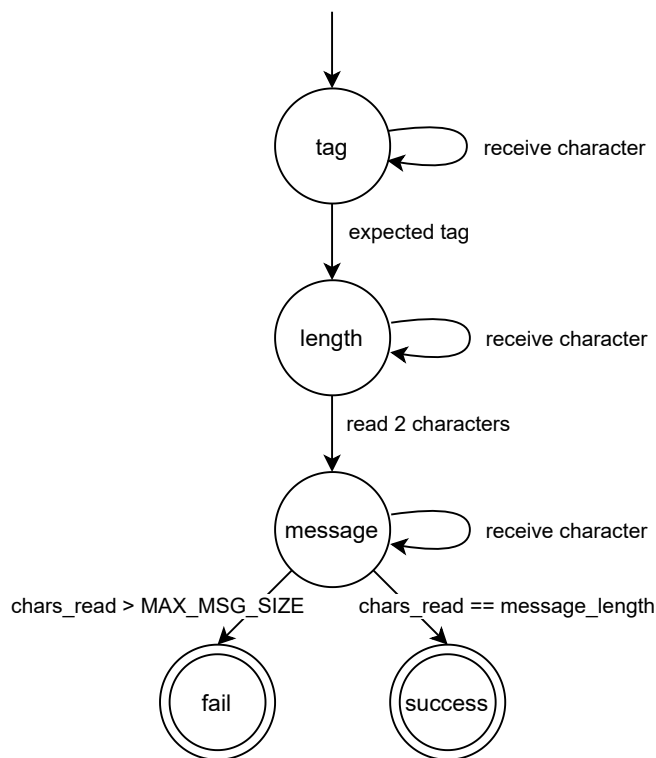 tag
receive character
expected tag
length
receive character
read 2 characters
message
receive character
chars_read > MAX_MSG_SIZE
chars_read == message_length
fail
success